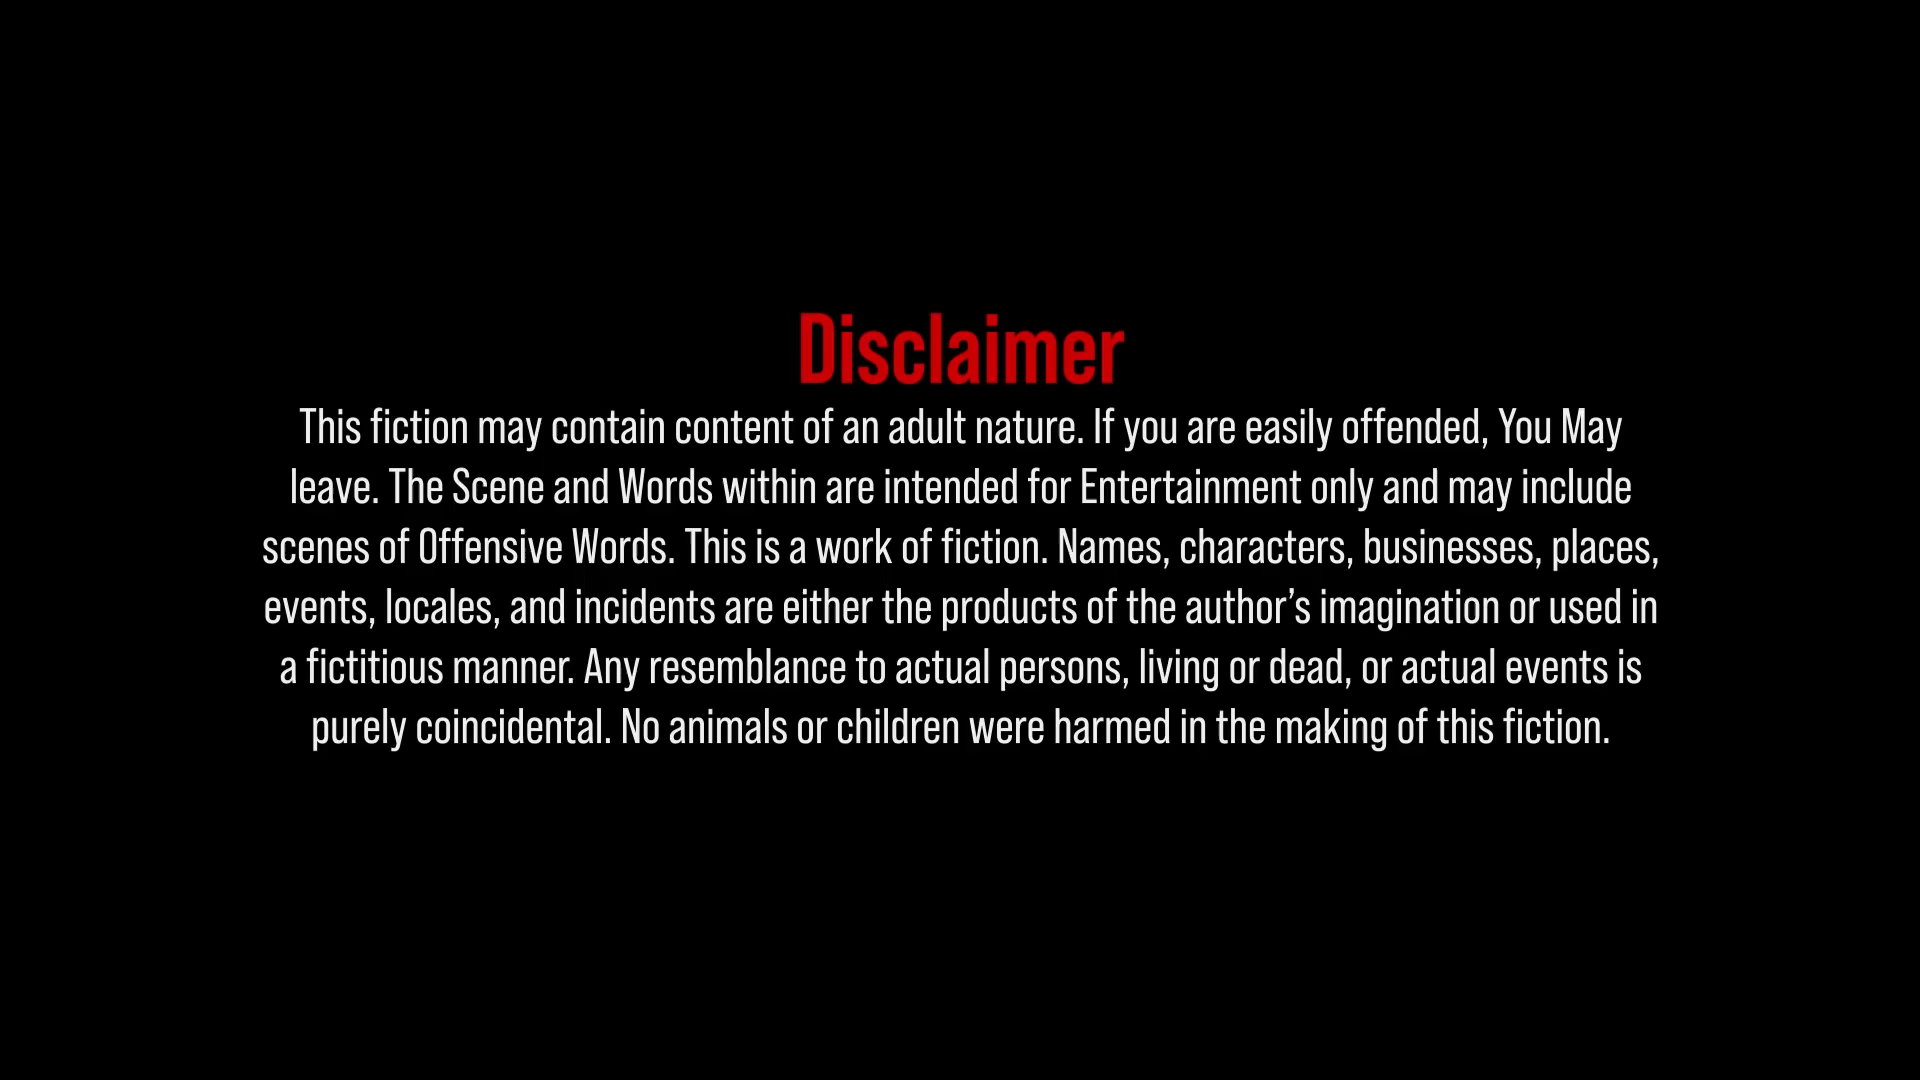 Disclaimer
This fiction may contain content of an adult nature. If you are easily offended, You May
leave. The Scene and Words within are intended for Entertainment only and may include
scenes of Offensive Words. This is a work of fiction. Names, characters, businesses, places,
events, locales, and incidents are either the products of the author’s imagination or used in
a fictitious manner. Any resemblance to actual persons, living or dead, or actual events is
purely coincidental. No animals or children were harmed in the making of this fiction.